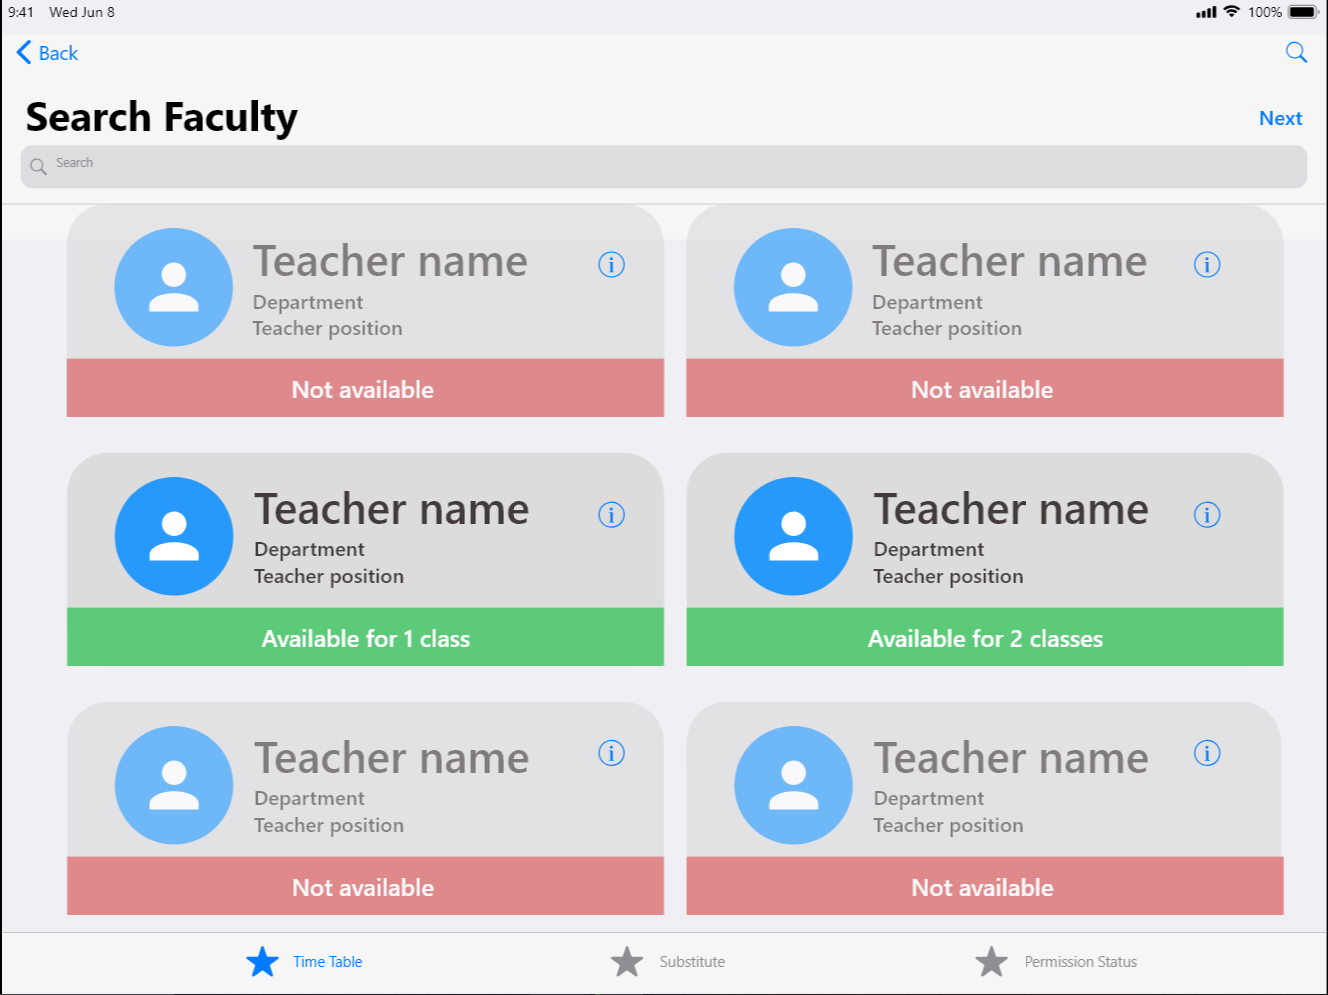 9:41 Wed Jun 8 100%
Back
Search Faculty
Next
Search
Teacher name
Department
Teacher position
Not available
Teacher name
Department
Teacher position
Not available
Teacher name
Department
Teacher position
Available for 1 class
Teacher name
Department
Teacher position
Available for 2 classes
Teacher name
Department
Teacher position
Not available
Teacher name
Department
Teacher position
Not available
Time Table
Substitute
Permission Status